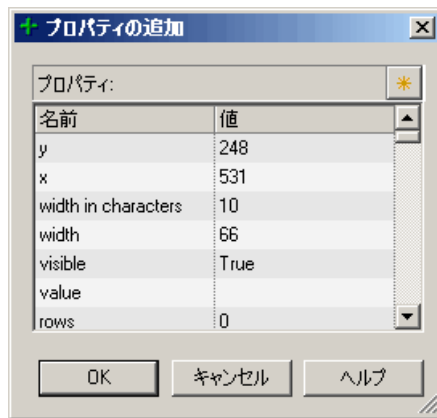 プロパティの追加
プロパティ:
名前 値
y 248
x 531
width in characters 10
width 66
visible True
value
rows 0
OK キャンセル ヘルプ